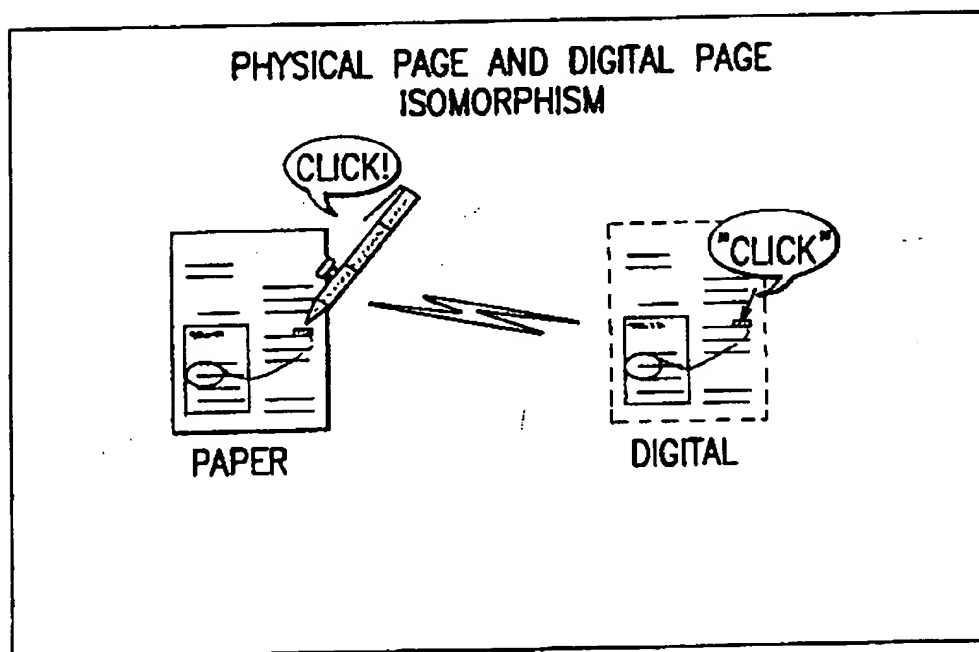 PHYSICAL PAGE AND DIGITAL PAGE
ISOMORPHISM
CLICK!
"CLICK"
PAPER
DIGITAL